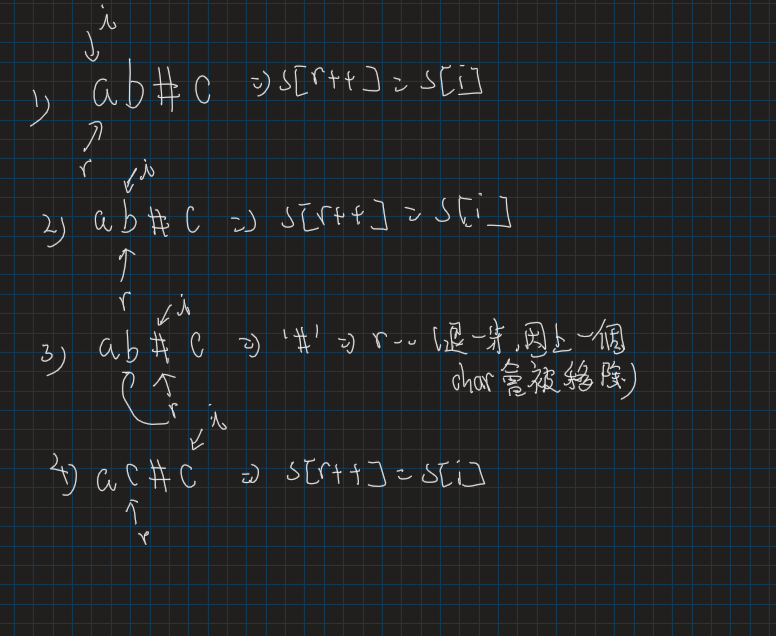 i
1) ab#c => s[r++] = s[i]
r
i
2) ab#c => s[r++] = s[i]
r
i
3) ab#c => '#' => r-- (退一步,因上一個
char會被移除)
r
i
4) ac#c => s[r++] = s[i]
r